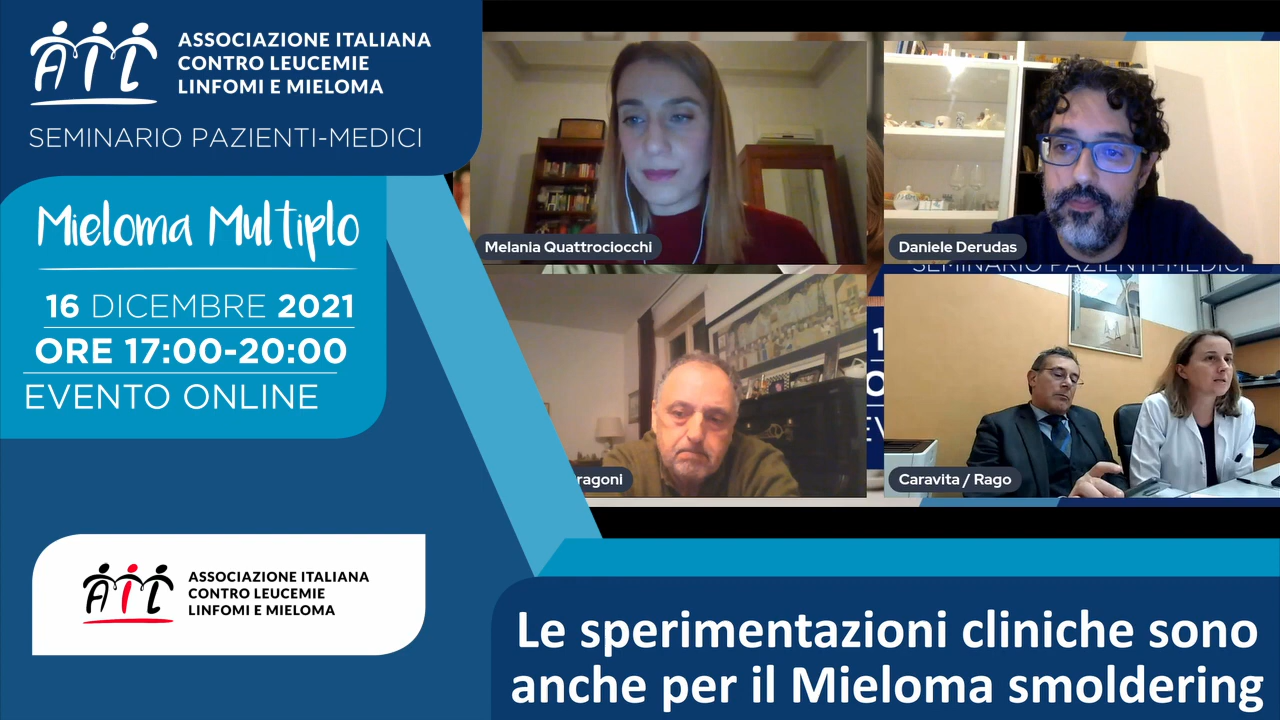 AIL
ASSOCIAZIONE ITALIANA
CONTRO LEUCEMIE
LINFOMI E MIELOMA
SEMINARIO PAZIENTI-MEDICI
Mieloma Multiplo
16 DICEMBRE 2021
ORE 17:00-20:00
EVENTO ONLINE
Melania Quattrociocchi
Daniele Derudas
SEMINARIO PAZIENTI-MEDICI
Caravita / Rago
AIL
ASSOCIAZIONE ITALIANA
CONTRO LEUCEMIE
LINFOMI E MIELOMA
Le sperimentazioni cliniche sono
anche per il Mieloma smoldering